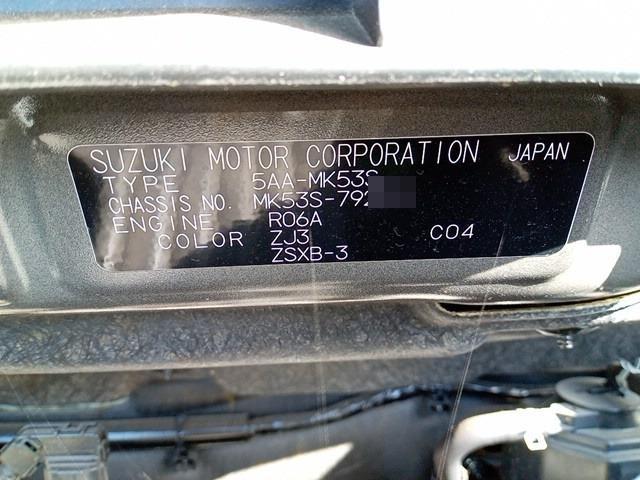 SUZUKI MOTOR CORPORATION JAPAN
TYPE 5AA-MK53S
CHASSIS NO. MK53S-792
ENGINE R06A
COLOR ZJ3 C04
ZSXB-3